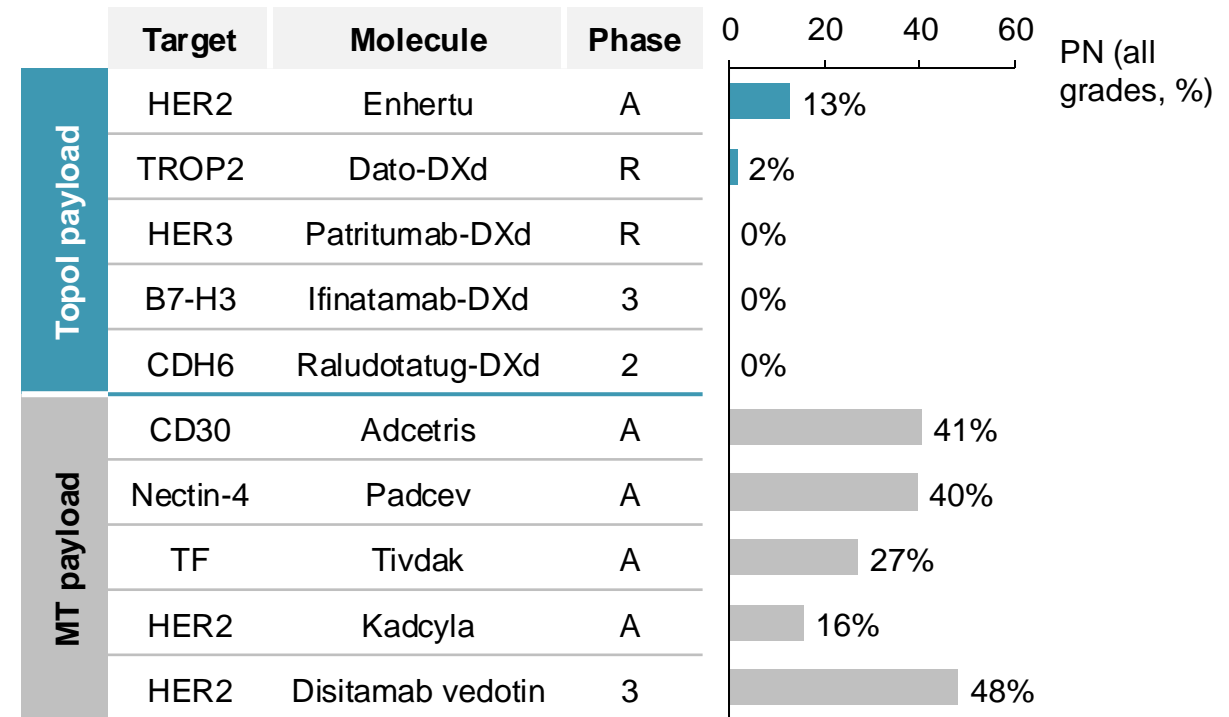 Target Molecule Phase 0 20 40 60
PN (all
grades, %)
TopoI payload
HER2 Enhertu A 13%
TROP2 Dato-DXd R 2%
HER3 Patritumab-DXd R 0%
B7-H3 Ifinatamab-DXd 3 0%
CDH6 Raludotatug-DXd 2 0%
MT payload
CD30 Adcetris A 41%
Nectin-4 Padcev A 40%
TF Tivdak A 27%
HER2 Kadcyla A 16%
HER2 Disitamab vedotin 3 48%